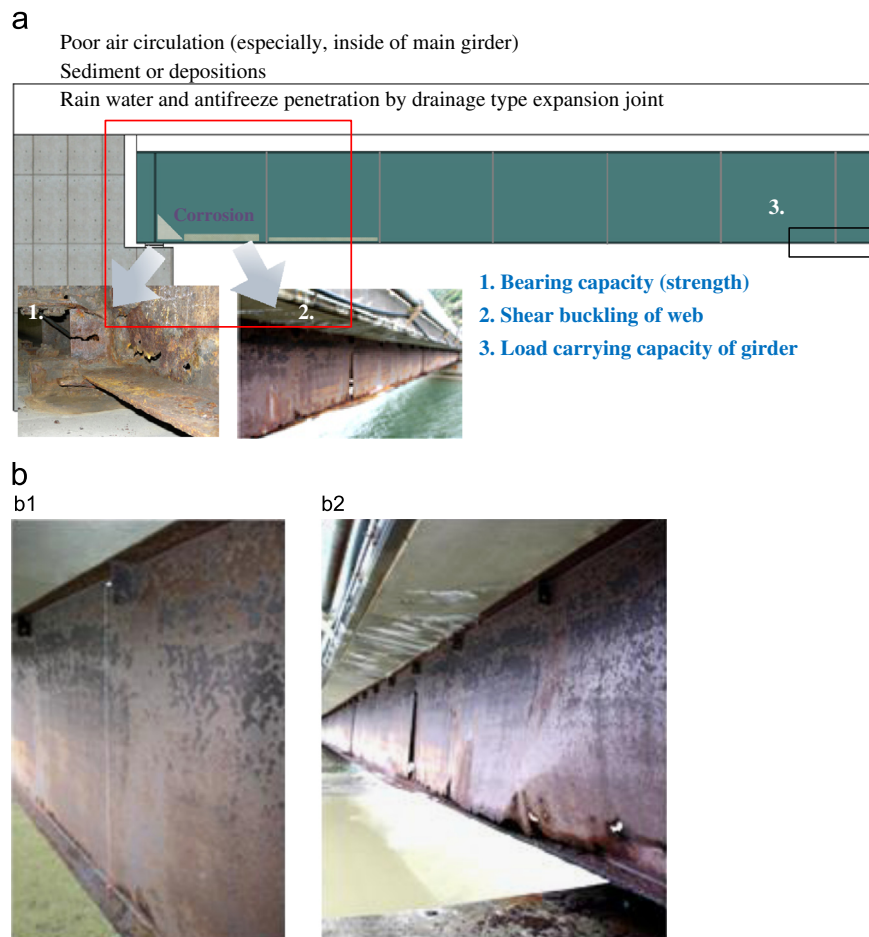 a
Poor air circulation (especially, inside of main girder)
Sediment or depositions
Rain water and antifreeze penetration by drainage type expansion joint
Corrosion
3.
1.
2.
1. Bearing capacity (strength)
2. Shear buckling of web
3. Load carrying capacity of girder
b
b1
b2